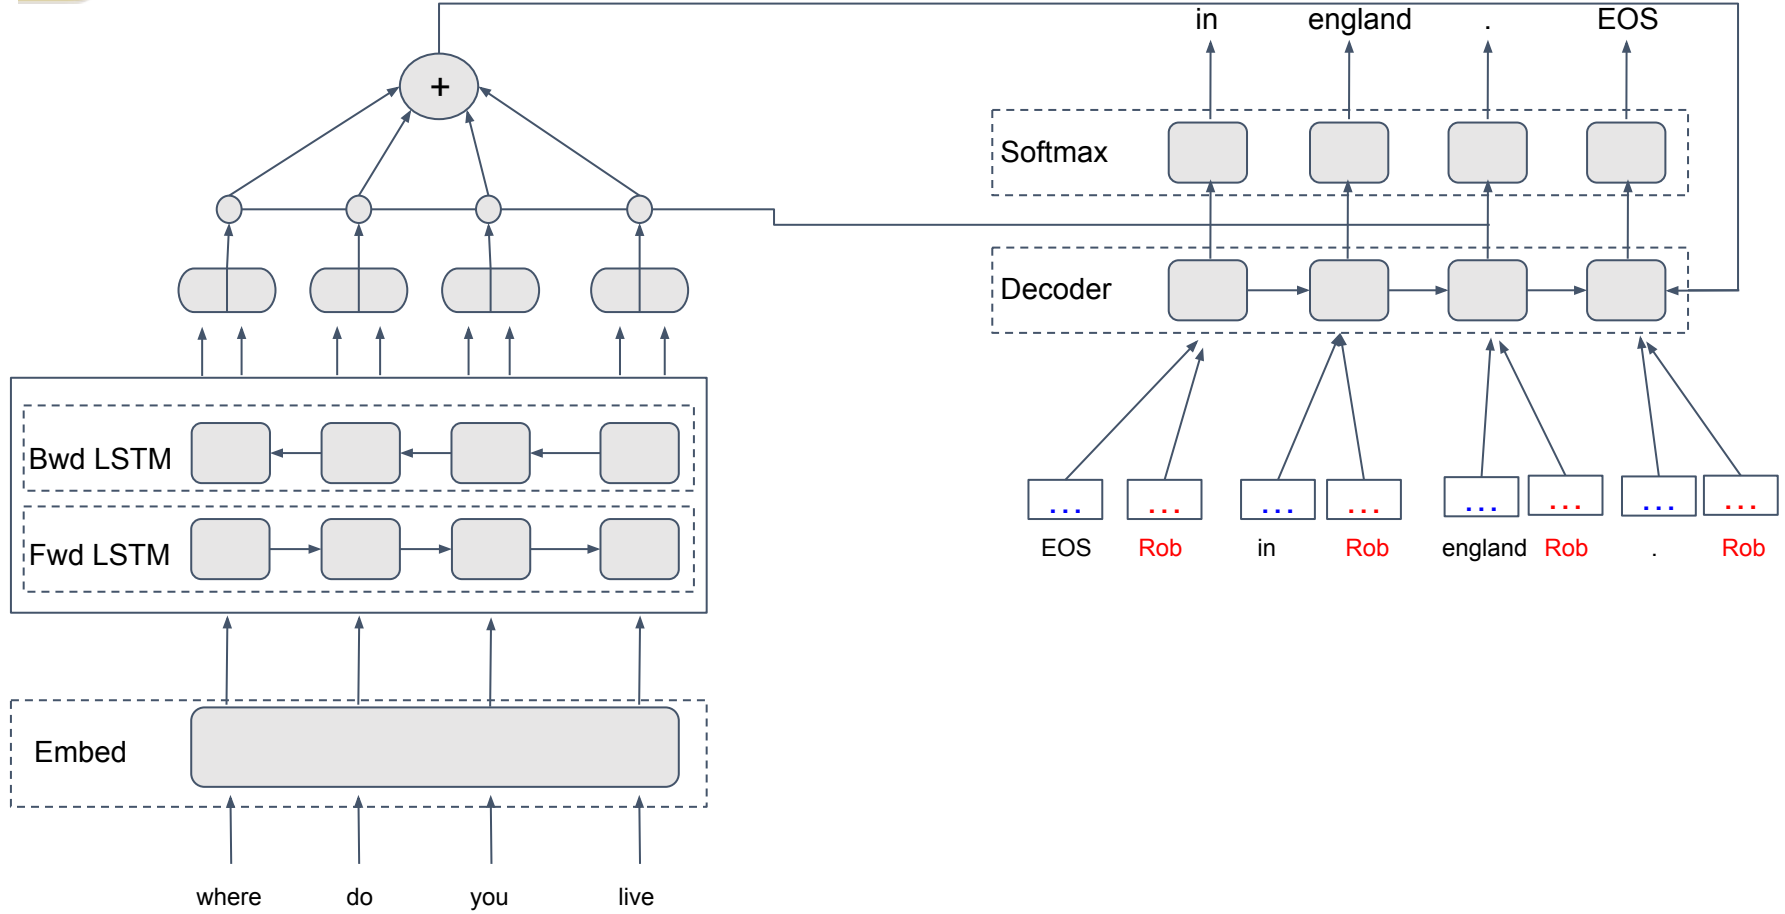 in england . EOS
+
Softmax
Decoder
... ... ... ... ... ... ... ...
EOS Rob in Rob england Rob . Rob
Bwd LSTM
Fwd LSTM
Embed
where do you live